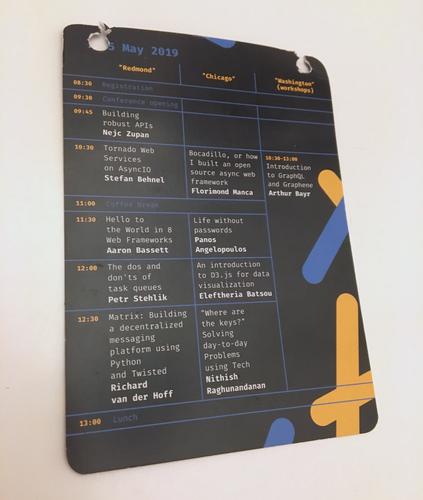 5 May 2019
"Redmond"
"Chicago"
"Washington"
(workshops)
08:30 Registration
09:30 Conference opening
09:45 Building
robust APIs
Nejc Zupan
10:30 Tornado Web
Services
on AsyncIO
Stefan Behnel
Bocadillo, or how
I built an open
source async web
framework
Florimond Manca
10:30-13:00
Introduction
to GraphQL
and Graphene
Arthur Bayr
11:00 Coffee Break
11:30 Hello to
the World in 8
Web Frameworks
Aaron Bassett
Life without
passwords
Panos
Angelopoulos
12:00 The dos and
don'ts of
task queues
Petr Stehlik
An introduction
to D3.js for data
visualization
Eleftheria Batsou
12:30 Matrix: Building
a decentralized
messaging
platform using
Python
and Twisted
Richard
van der Hoff
"Where are
the keys?"
Solving
day-to-day
Problems
using Tech
Nithish
Raghunandanan
13:00 Lunch